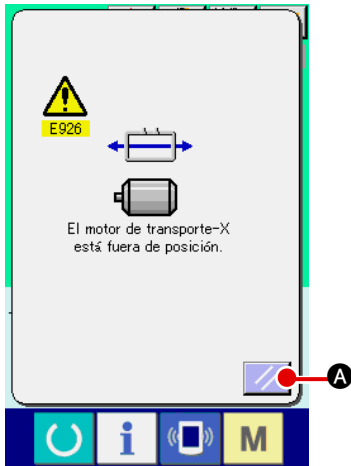 E926
El motor de transporte-X
está fuera de posición.
A
i
M